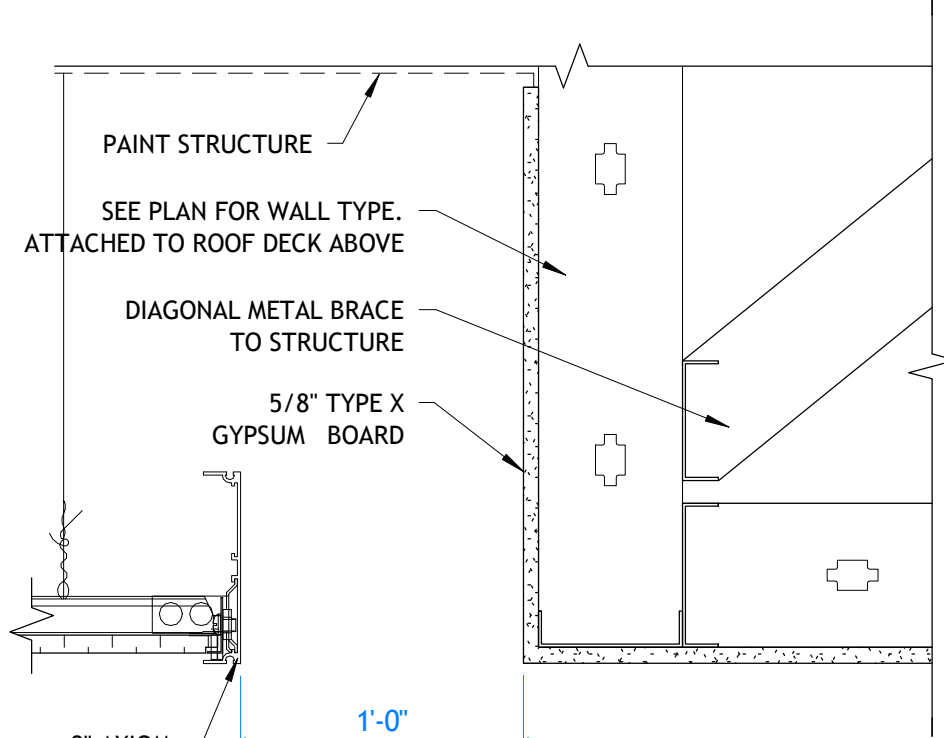 PAINT STRUCTURE
SEE PLAN FOR WALL TYPE.
ATTACHED TO ROOF DECK ABOVE
DIAGONAL METAL BRACE
TO STRUCTURE
5/8" TYPE X
GYPSUM BOARD
1'-0"
AXIOM